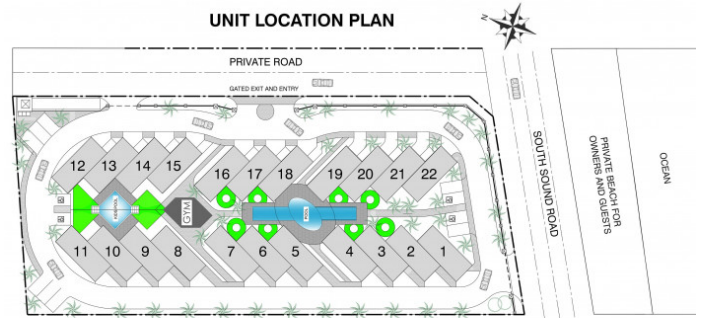 UNIT LOCATION PLAN
N
PRIVATE ROAD
GATED EXIT AND ENTRY
12 13 14 15 16 17 18 19 20 21 22
GYM
POOL
11 10 9 8 7 6 5 4 3 2 1
SOUTH SOUND ROAD
PRIVATE BEACH FOR
OWNERS AND GUESTS
OCEAN